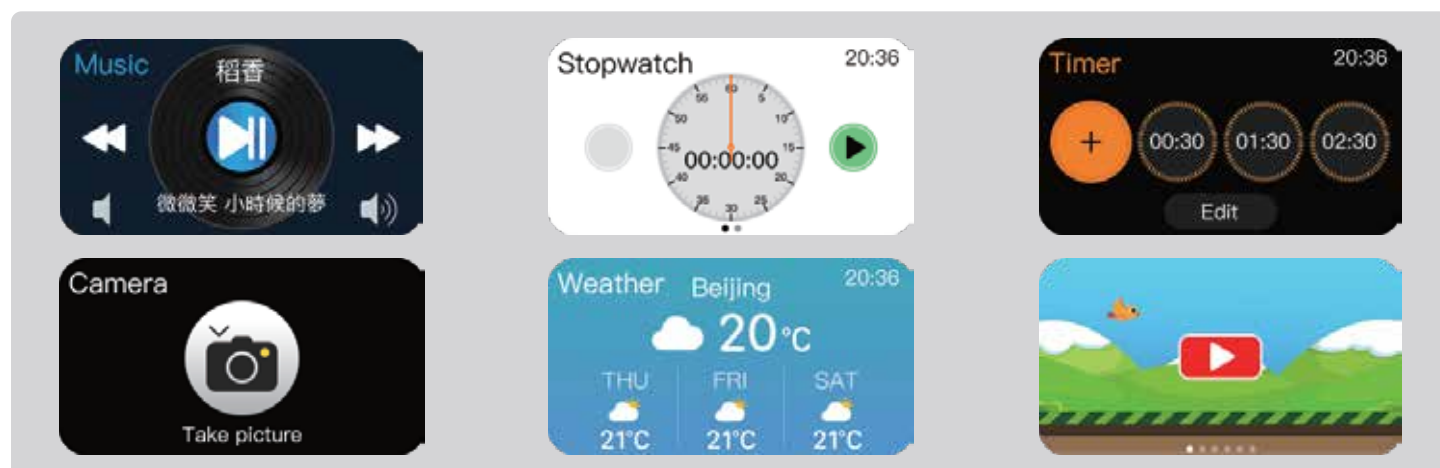 Music
稻香
微微笑 小時候的夢
Stopwatch 20:36
60
55 5
50 10
45 15
00:00:00
40 20
35 25
30
Timer 20:36
+ 00:30 01:30 02:30
Edit
Camera
Take picture
Weather Beijing 20:36
20°C
THU FRI SAT
21°C 21°C 21°C